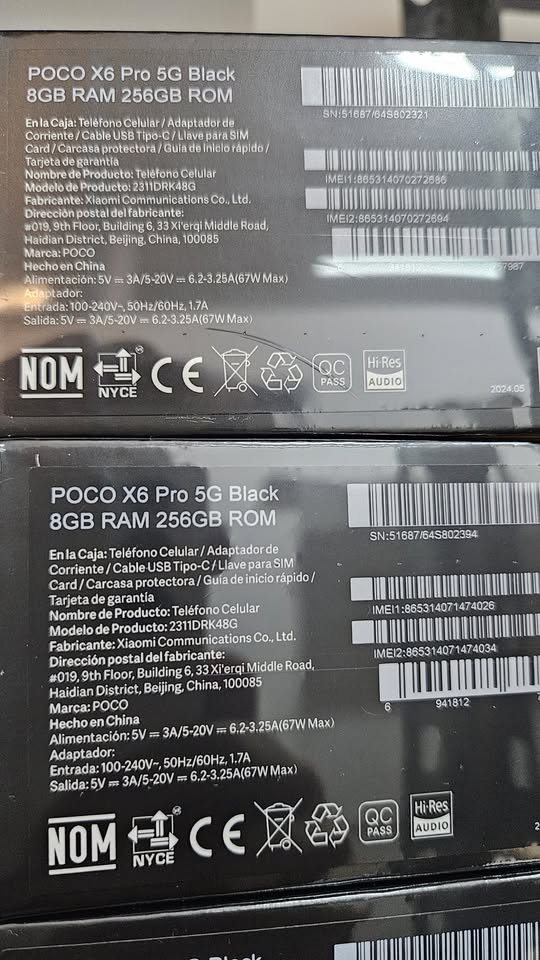 POCO X6 Pro 5G Black
8GB RAM 256GB ROM
En la Caja: Teléfono Celular / Adaptador de
Corriente / Cable USB Tipo-C / Llave para SIM
Card / Carcasa protectora / Guía de inicio rápido /
Tarjeta de garantía
Nombre de Producto: Teléfono Celular
Modelo de Producto: 2311DRK48G
Fabricante: Xiaomi Communications Co., Ltd.
Dirección postal del fabricante:
#019, 9th Floor, Building 6, 33 Xi'erqi Middle Road,
Haidian District, Beijing, China, 100085
Marca: POCO
Hecho en China
Alimentación: 5V ⎓ 3A/5-20V ⎓ 6.2-3.25A(67W Max)
Adaptador:
Entrada: 100-240V~, 50Hz/60Hz, 1.7A
Salida: 5V ⎓ 3A/5-20V ⎓ 6.2-3.25A(67W Max)
SN:51687/64S802321
IMEI1:865314070272686
IMEI2:865314070272694
NOM
NYCE
CE
QC
PASS
Hi-Res
AUDIO
2024.05
POCO X6 Pro 5G Black
8GB RAM 256GB ROM
En la Caja: Teléfono Celular / Adaptador de
Corriente / Cable USB Tipo-C / Llave para SIM
Card / Carcasa protectora / Guía de inicio rápido /
Tarjeta de garantía
Nombre de Producto: Teléfono Celular
Modelo de Producto: 2311DRK48G
Fabricante: Xiaomi Communications Co., Ltd.
Dirección postal del fabricante:
#019, 9th Floor, Building 6, 33 Xi'erqi Middle Road,
Haidian District, Beijing, China, 100085
Marca: POCO
Hecho en China
Alimentación: 5V ⎓ 3A/5-20V ⎓ 6.2-3.25A(67W Max)
Adaptador:
Entrada: 100-240V~, 50Hz/60Hz, 1.7A
Salida: 5V ⎓ 3A/5-20V ⎓ 6.2-3.25A(67W Max)
SN:51687/64S802394
IMEI1:865314071474026
IMEI2:865314071474034
6 941812
NOM
NYCE
CE
QC
PASS
Hi-Res
AUDIO
Black